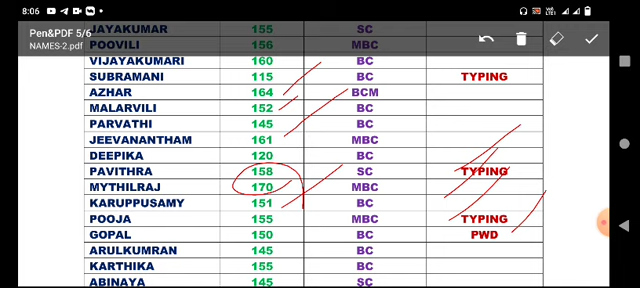 8:06
Pen&PDF 5/6
NAMES-2.pdf
JAYAKUMAR 155 SC
POOVILI 156 MBC
VIJAYAKUMARI 160 BC
SUBRAMANI 115 BC TYPING
AZHAR 164 BCM
MALARVILI 152 BC
PARVATHI 145 BC
JEEVANANTHAM 161 MBC
DEEPIKA 120 BC
PAVITHRA 158 SC TYPING
MYTHILRAJ 170 MBC
KARUPPUSAMY 151 BC
POOJA 155 MBC TYPING
GOPAL 150 BC PWD
ARULKUMRAN 145 BC
KARTHIKA 155 BC
ABINAYA 145 SC